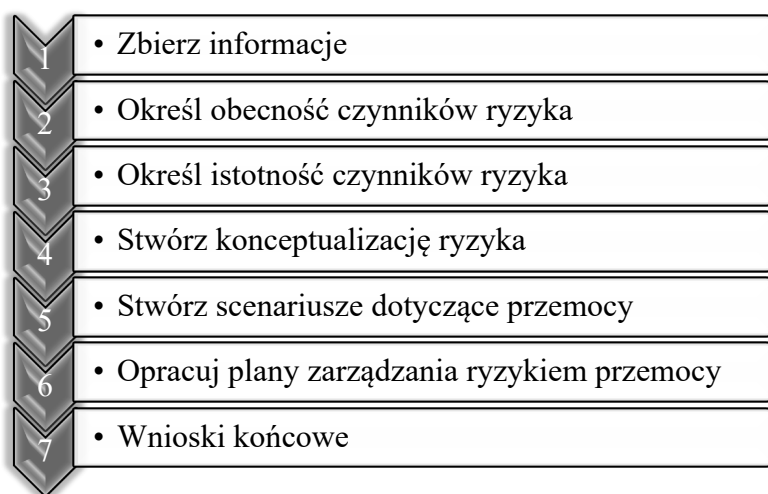 1 • Zbierz informacje
2 • Określ obecność czynników ryzyka
3 • Określ istotność czynników ryzyka
4 • Stwórz konceptualizację ryzyka
5 • Stwórz scenariusze dotyczące przemocy
6 • Opracuj plany zarządzania ryzykiem przemocy
7 • Wnioski końcowe